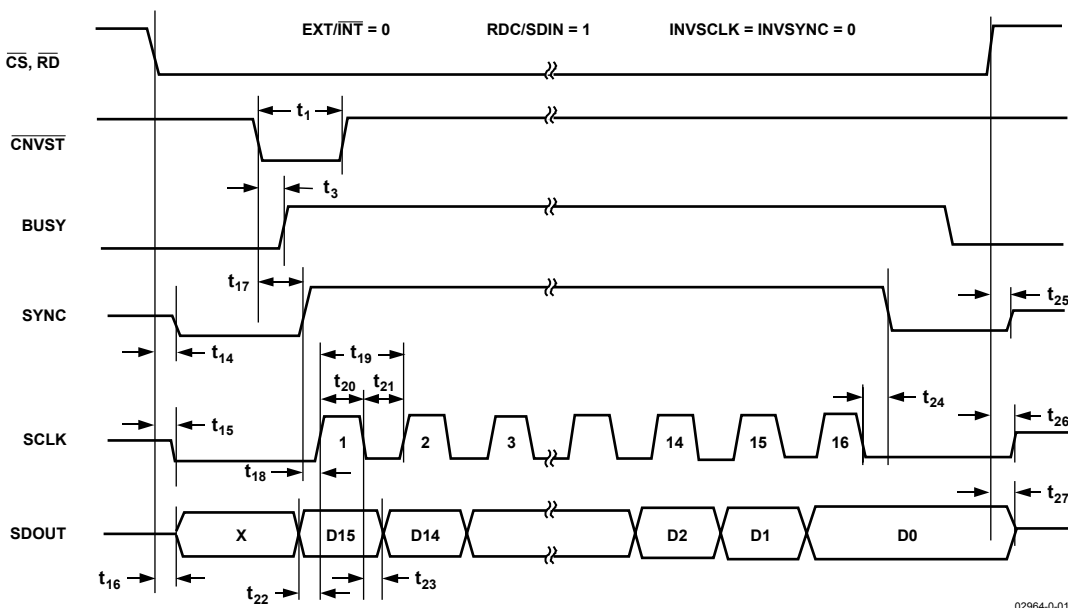 EXT/INT = 0 RDC/SDIN = 1 INVSCLK = INVSYNC = 0
CS, RD
t1
CNVST
t3
BUSY
t17
SYNC
t25
t14
t19
t20 t21
t24
t15
t26
SCLK
1 2 3 14 15 16
t18
t27
SDOUT
X D15 D14 D2 D1 D0
t16
t22
t23
02964-0-01